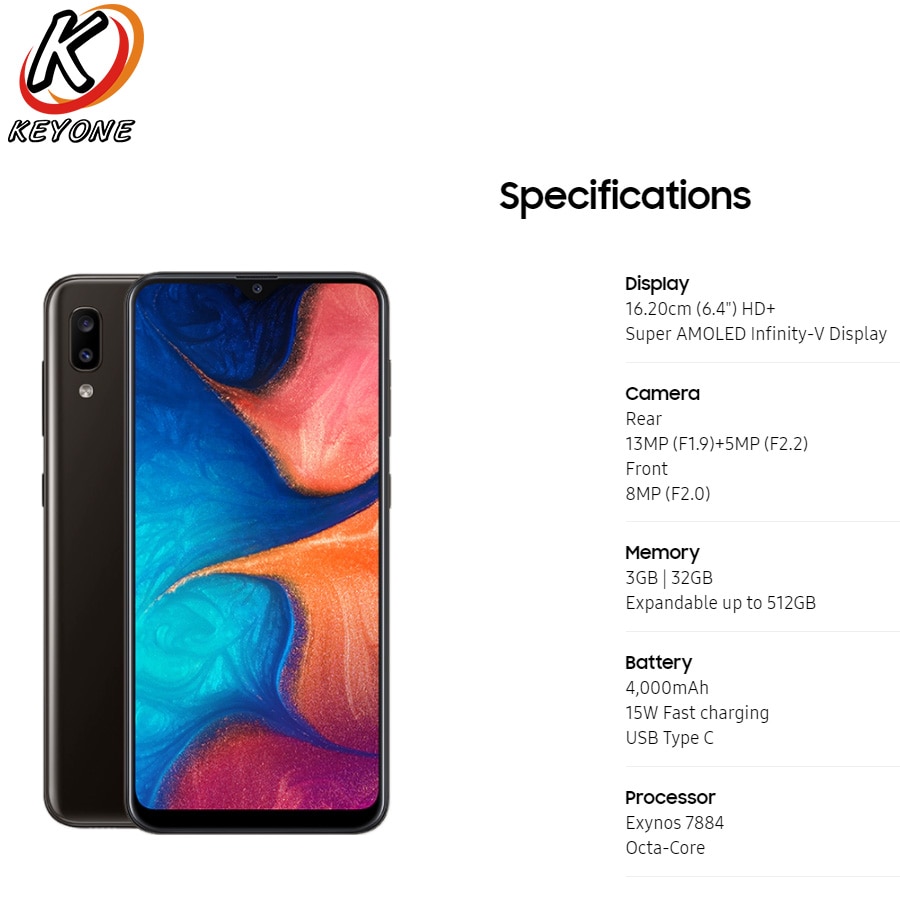 K
KEYONE
Specifications
Display
16.20cm (6.4") HD+
Super AMOLED Infinity-V Display
Camera
Rear
13MP (F1.9)+5MP (F2.2)
Front
8MP (F2.0)
Memory
3GB | 32GB
Expandable up to 512GB
Battery
4,000mAh
15W Fast charging
USB Type C
Processor
Exynos 7884
Octa-Core